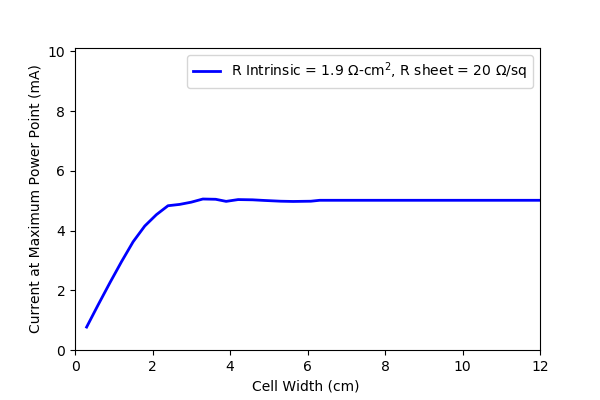 R Intrinsic = 1.9 Ω-cm², R sheet = 20 Ω/sq
Current at Maximum Power Point (mA)
10
8
6
4
2
0
0 2 4 6 8 10 12
Cell Width (cm)